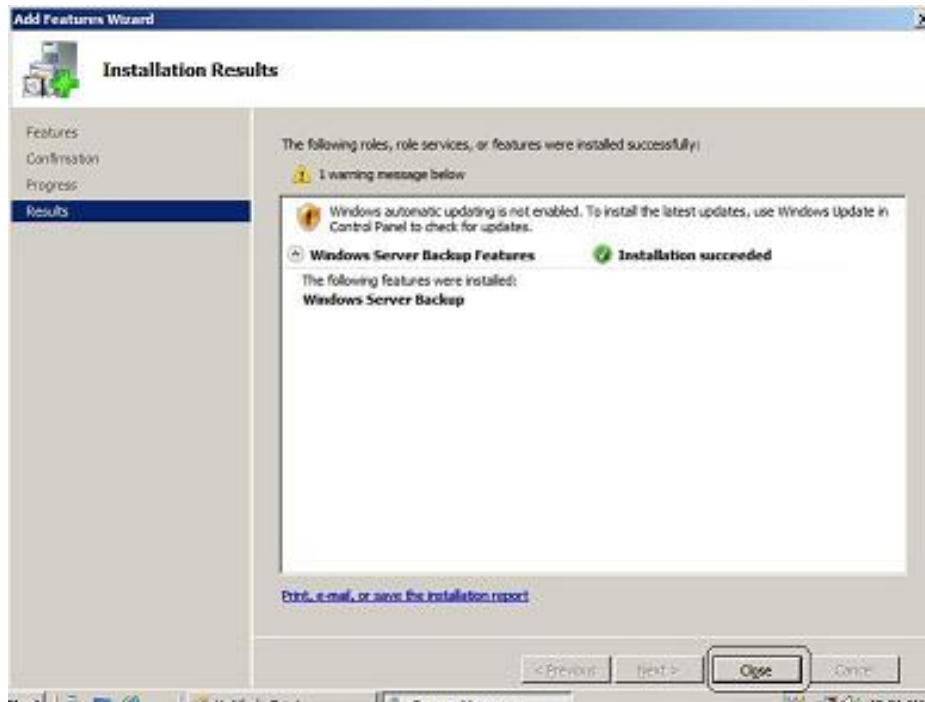 Add Features Wizard
Installation Results
Features
Confirmation
Progress
Results
The following roles, role services, or features were installed successfully:
1 warning message below
Windows automatic updating is not enabled. To install the latest updates, use Windows Update in
Control Panel to check for updates.
Windows Server Backup Features
Installation succeeded
The following features were installed:
Windows Server Backup
Print, e-mail, or save the installation report
< Previous
Next >
Close
Cancel